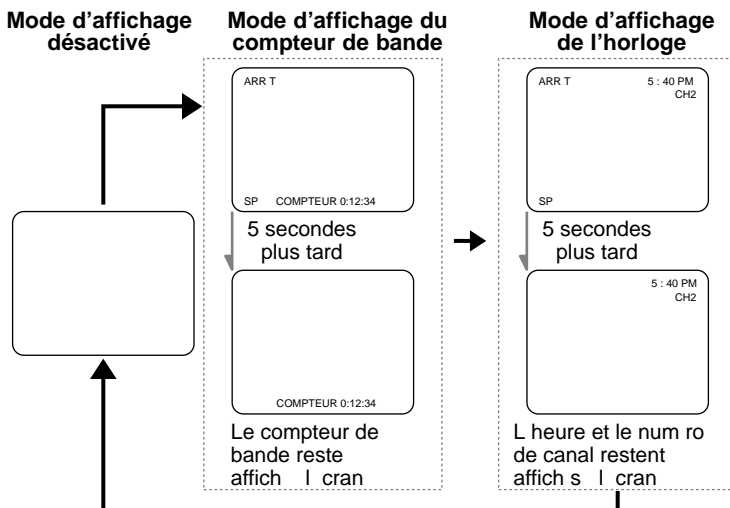 Mode d'affichage
désactivé
Mode d'affichage du
compteur de bande
ARR T
SP COMPTEUR 0:12:34
5 secondes
plus tard
COMPTEUR 0:12:34
Le compteur de
bande reste
affich l cran
Mode d'affichage
de l'horloge
ARR T 5 : 40 PM
CH2
SP
5 secondes
plus tard
5 : 40 PM
CH2
L heure et le num ro
de canal restent
affich s l cran